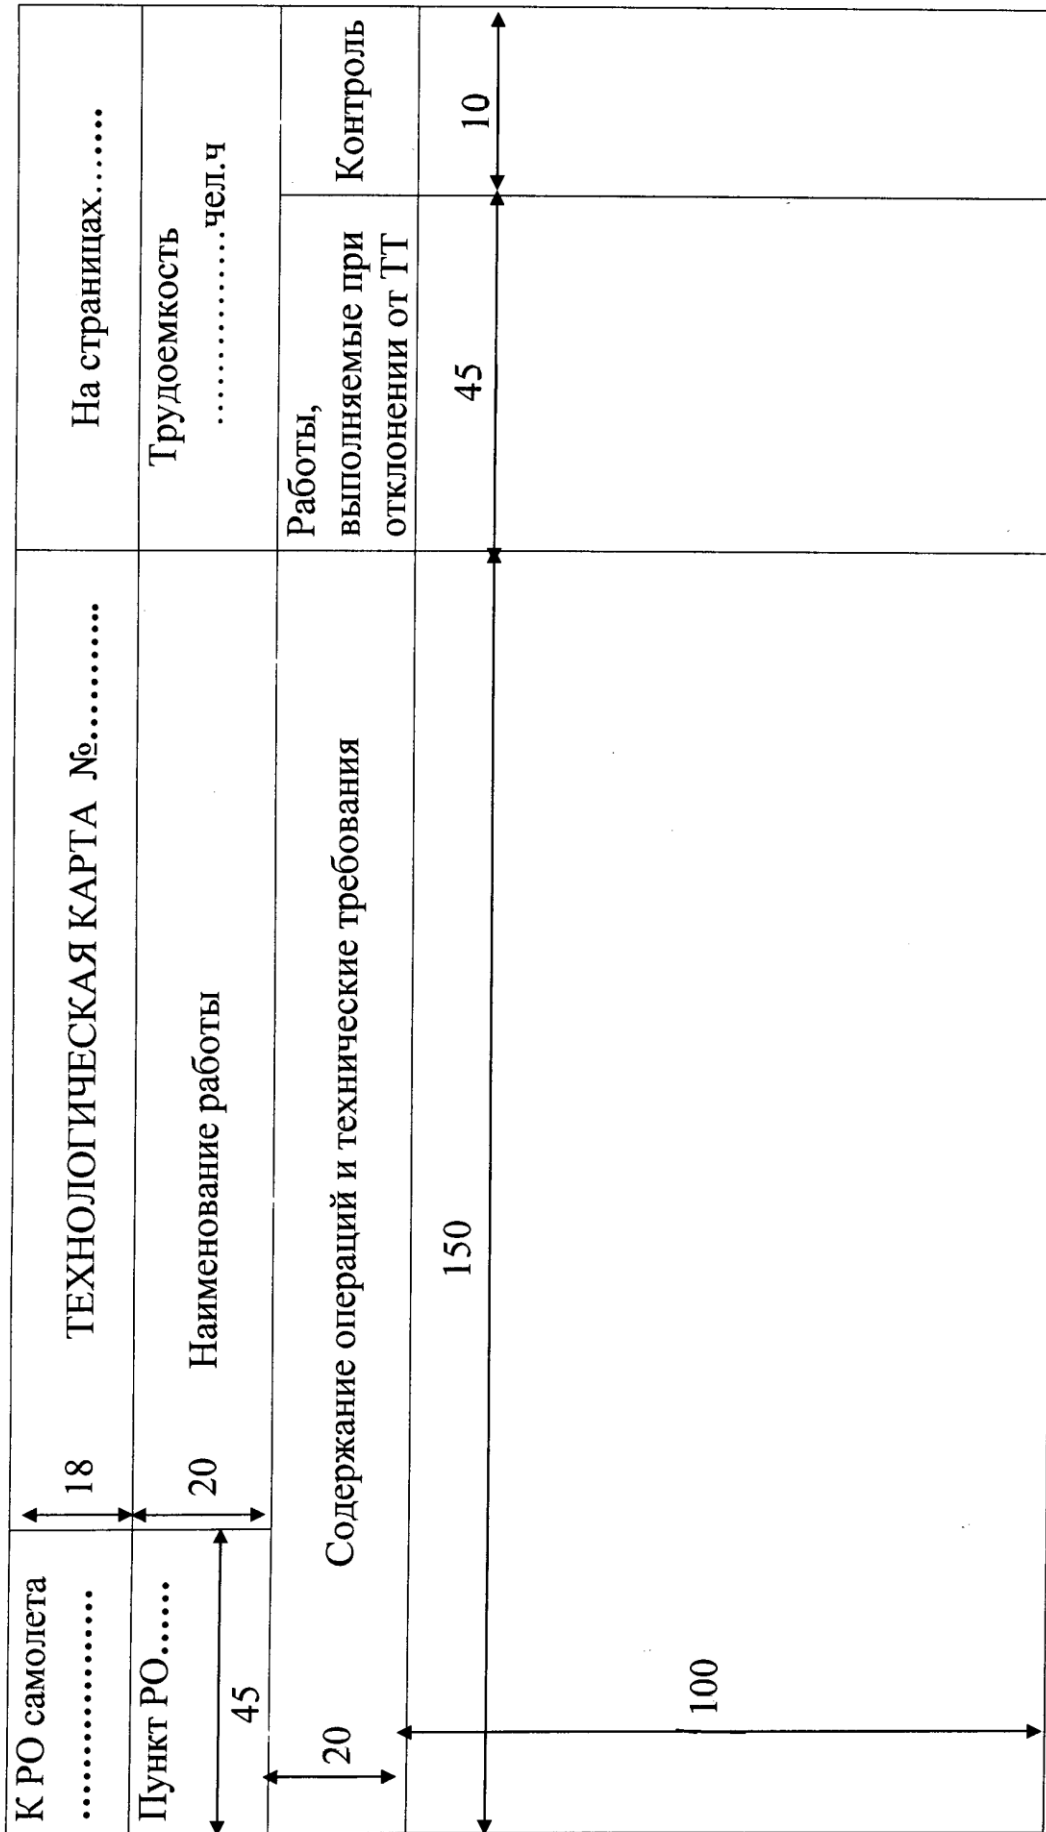 К РО самолета
..................
18
ТЕХНОЛОГИЧЕСКАЯ КАРТА №...........
На страницах.......
Пункт РО......
45
20
Наименование работы
Трудоемкость
..............чел.ч
20
Содержание операций и технические требования
Работы,
выполняемые при
отклонении от ТТ
Контроль
150
45
10
100